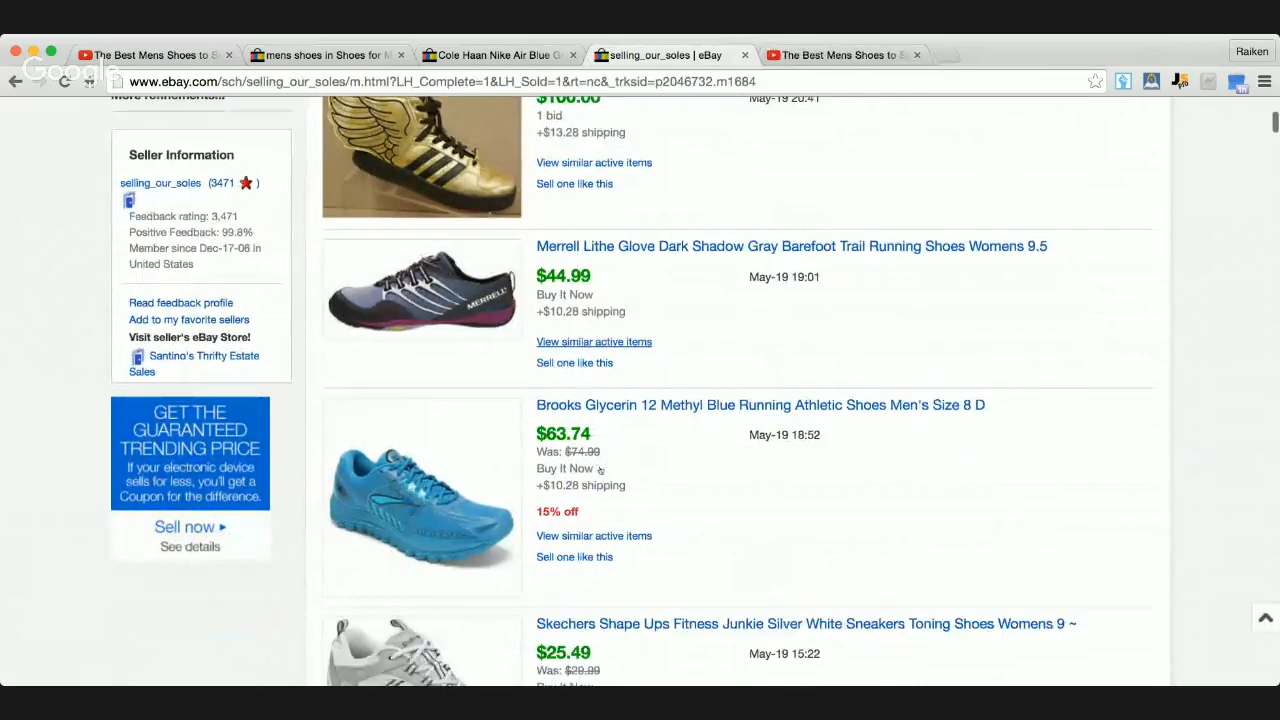 The Best Mens Shoes to S
mens shoes in Shoes for M
Cole Haan Nike Air Blue G
selling_our_soles | eBay
The Best Mens Shoes to S
Raiken
Google
www.ebay.com/sch/selling_our_soles/m.html?LH_Complete=1&LH_Sold=1&rt=nc&_trksid=p2046732.m1684
More refinements...
$100.00
May-19 20:41
1 bid
+$13.28 shipping
View similar active items
Sell one like this
Seller Information
selling_our_soles (3471 )
Feedback rating: 3,471
Positive Feedback: 99.8%
Member since Dec-17-06 in
United States
Read feedback profile
Add to my favorite sellers
Visit seller's eBay Store!
Santino's Thrifty Estate
Sales
GET THE
GUARANTEED
TRENDING PRICE
If your electronic device
sells for less, you'll get a
Coupon for the difference.
Sell now
See details
Merrell Lithe Glove Dark Shadow Gray Barefoot Trail Running Shoes Womens 9.5
$44.99
May-19 19:01
Buy It Now
+$10.28 shipping
View similar active items
Sell one like this
MERRELL
Brooks Glycerin 12 Methyl Blue Running Athletic Shoes Men's Size 8 D
$63.74
May-19 18:52
Was: $74.99
Buy It Now
+$10.28 shipping
15% off
View similar active items
Sell one like this
Skechers Shape Ups Fitness Junkie Silver White Sneakers Toning Shoes Womens 9 ~
$25.49
May-19 15:22
Was: $29.99